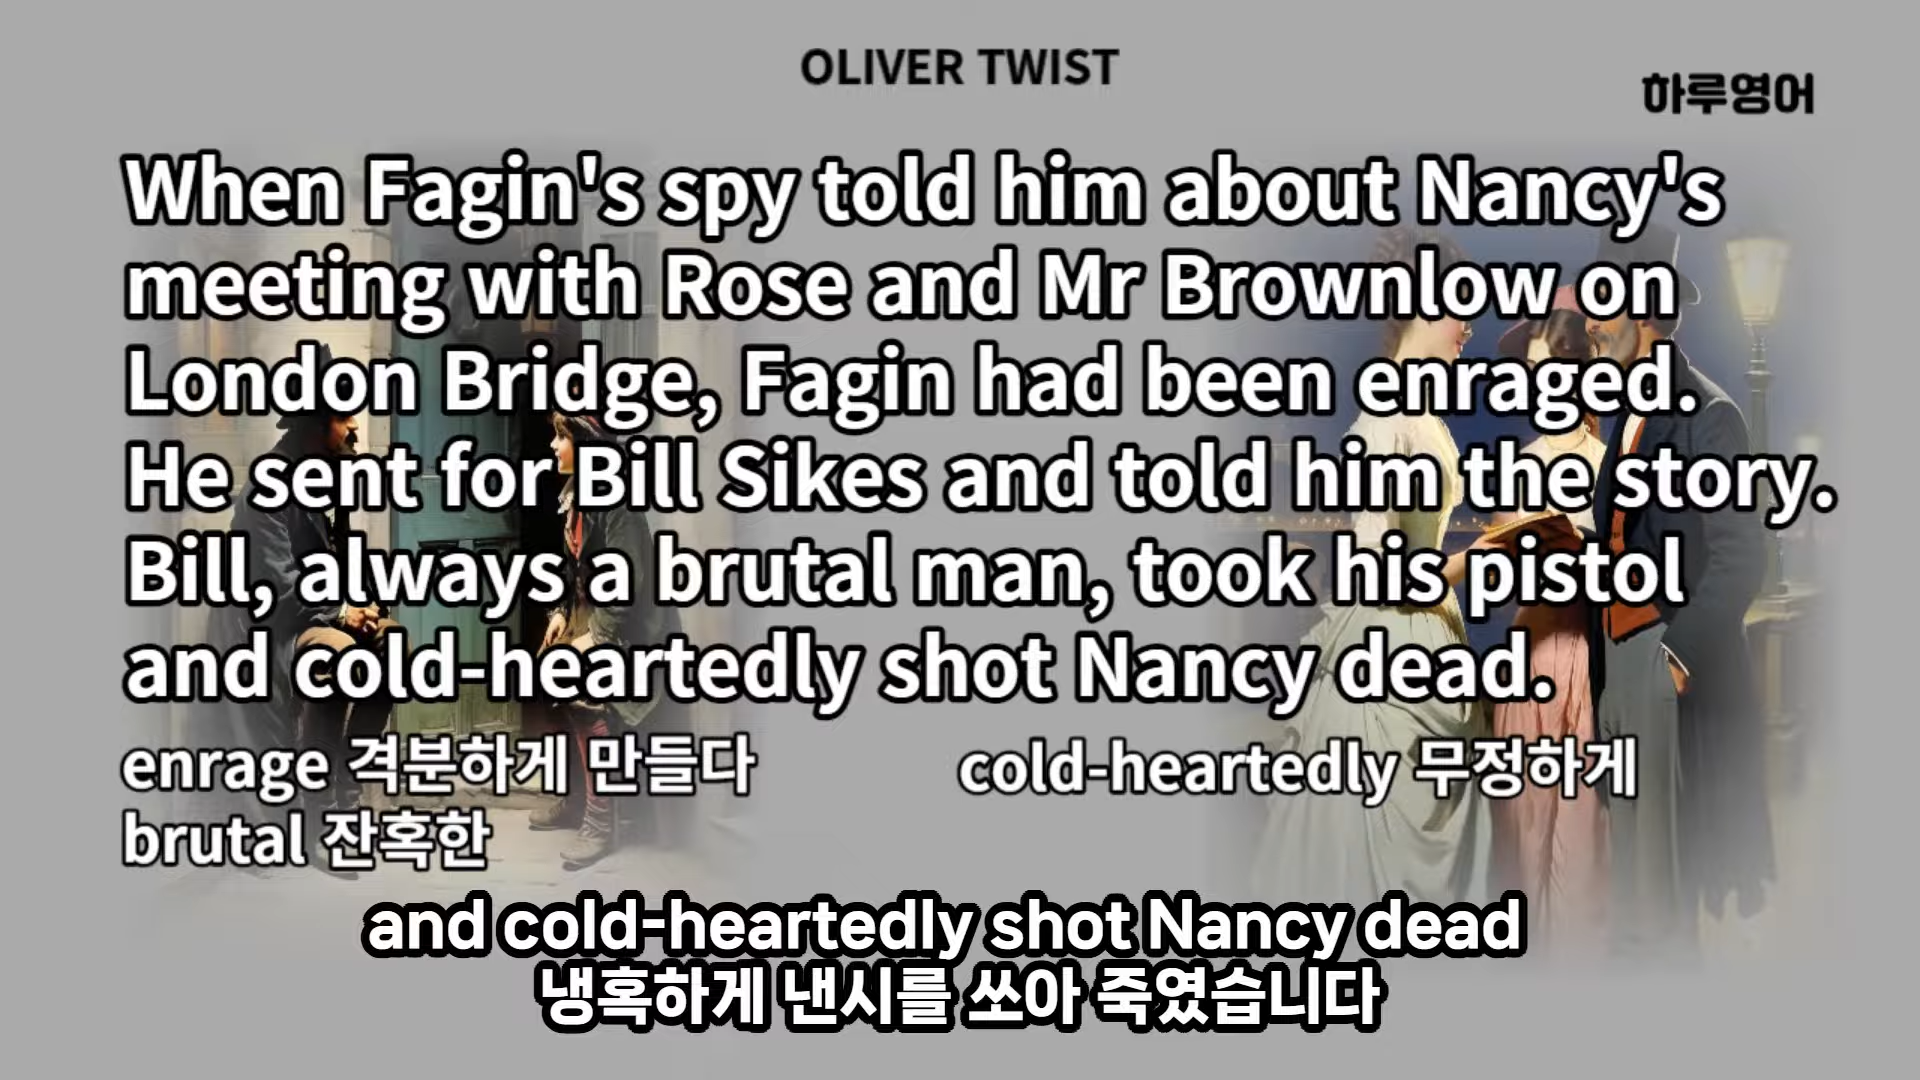 OLIVER TWIST
하루영어
When Fagin's spy told him about Nancy's
meeting with Rose and Mr Brownlow on
London Bridge, Fagin had been enraged.
He sent for Bill Sikes and told him the story.
Bill, always a brutal man, took his pistol
and cold-heartedly shot Nancy dead.
enrage 격분하게 만들다
cold-heartedly 무정하게
brutal 잔혹한
and cold-heartedly shot Nancy dead
냉혹하게 낸시를 쏘아 죽였습니다